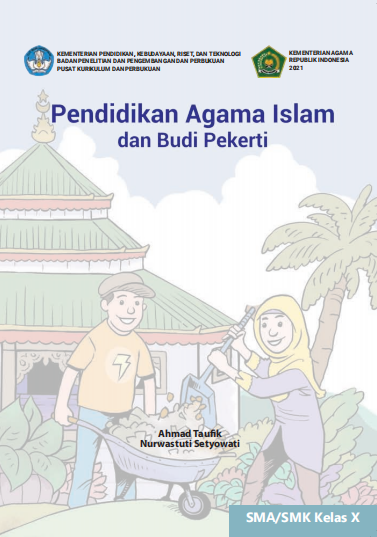 KEMENTERIAN PENDIDIKAN, KEBUDAYAAN, RISET, DAN TEKNOLOGI
BADAN PENELITIAN DAN PENGEMBANGAN DAN PERBUKUAN
PUSAT KURIKULUM DAN PERBUKUAN
KEMENTERIAN AGAMA
REPUBLIK INDONESIA
2021
Pendidikan Agama Islam
dan Budi Pekerti
Ahmad Taufik
Nurwastuti Setyowati
SMA/SMK Kelas X